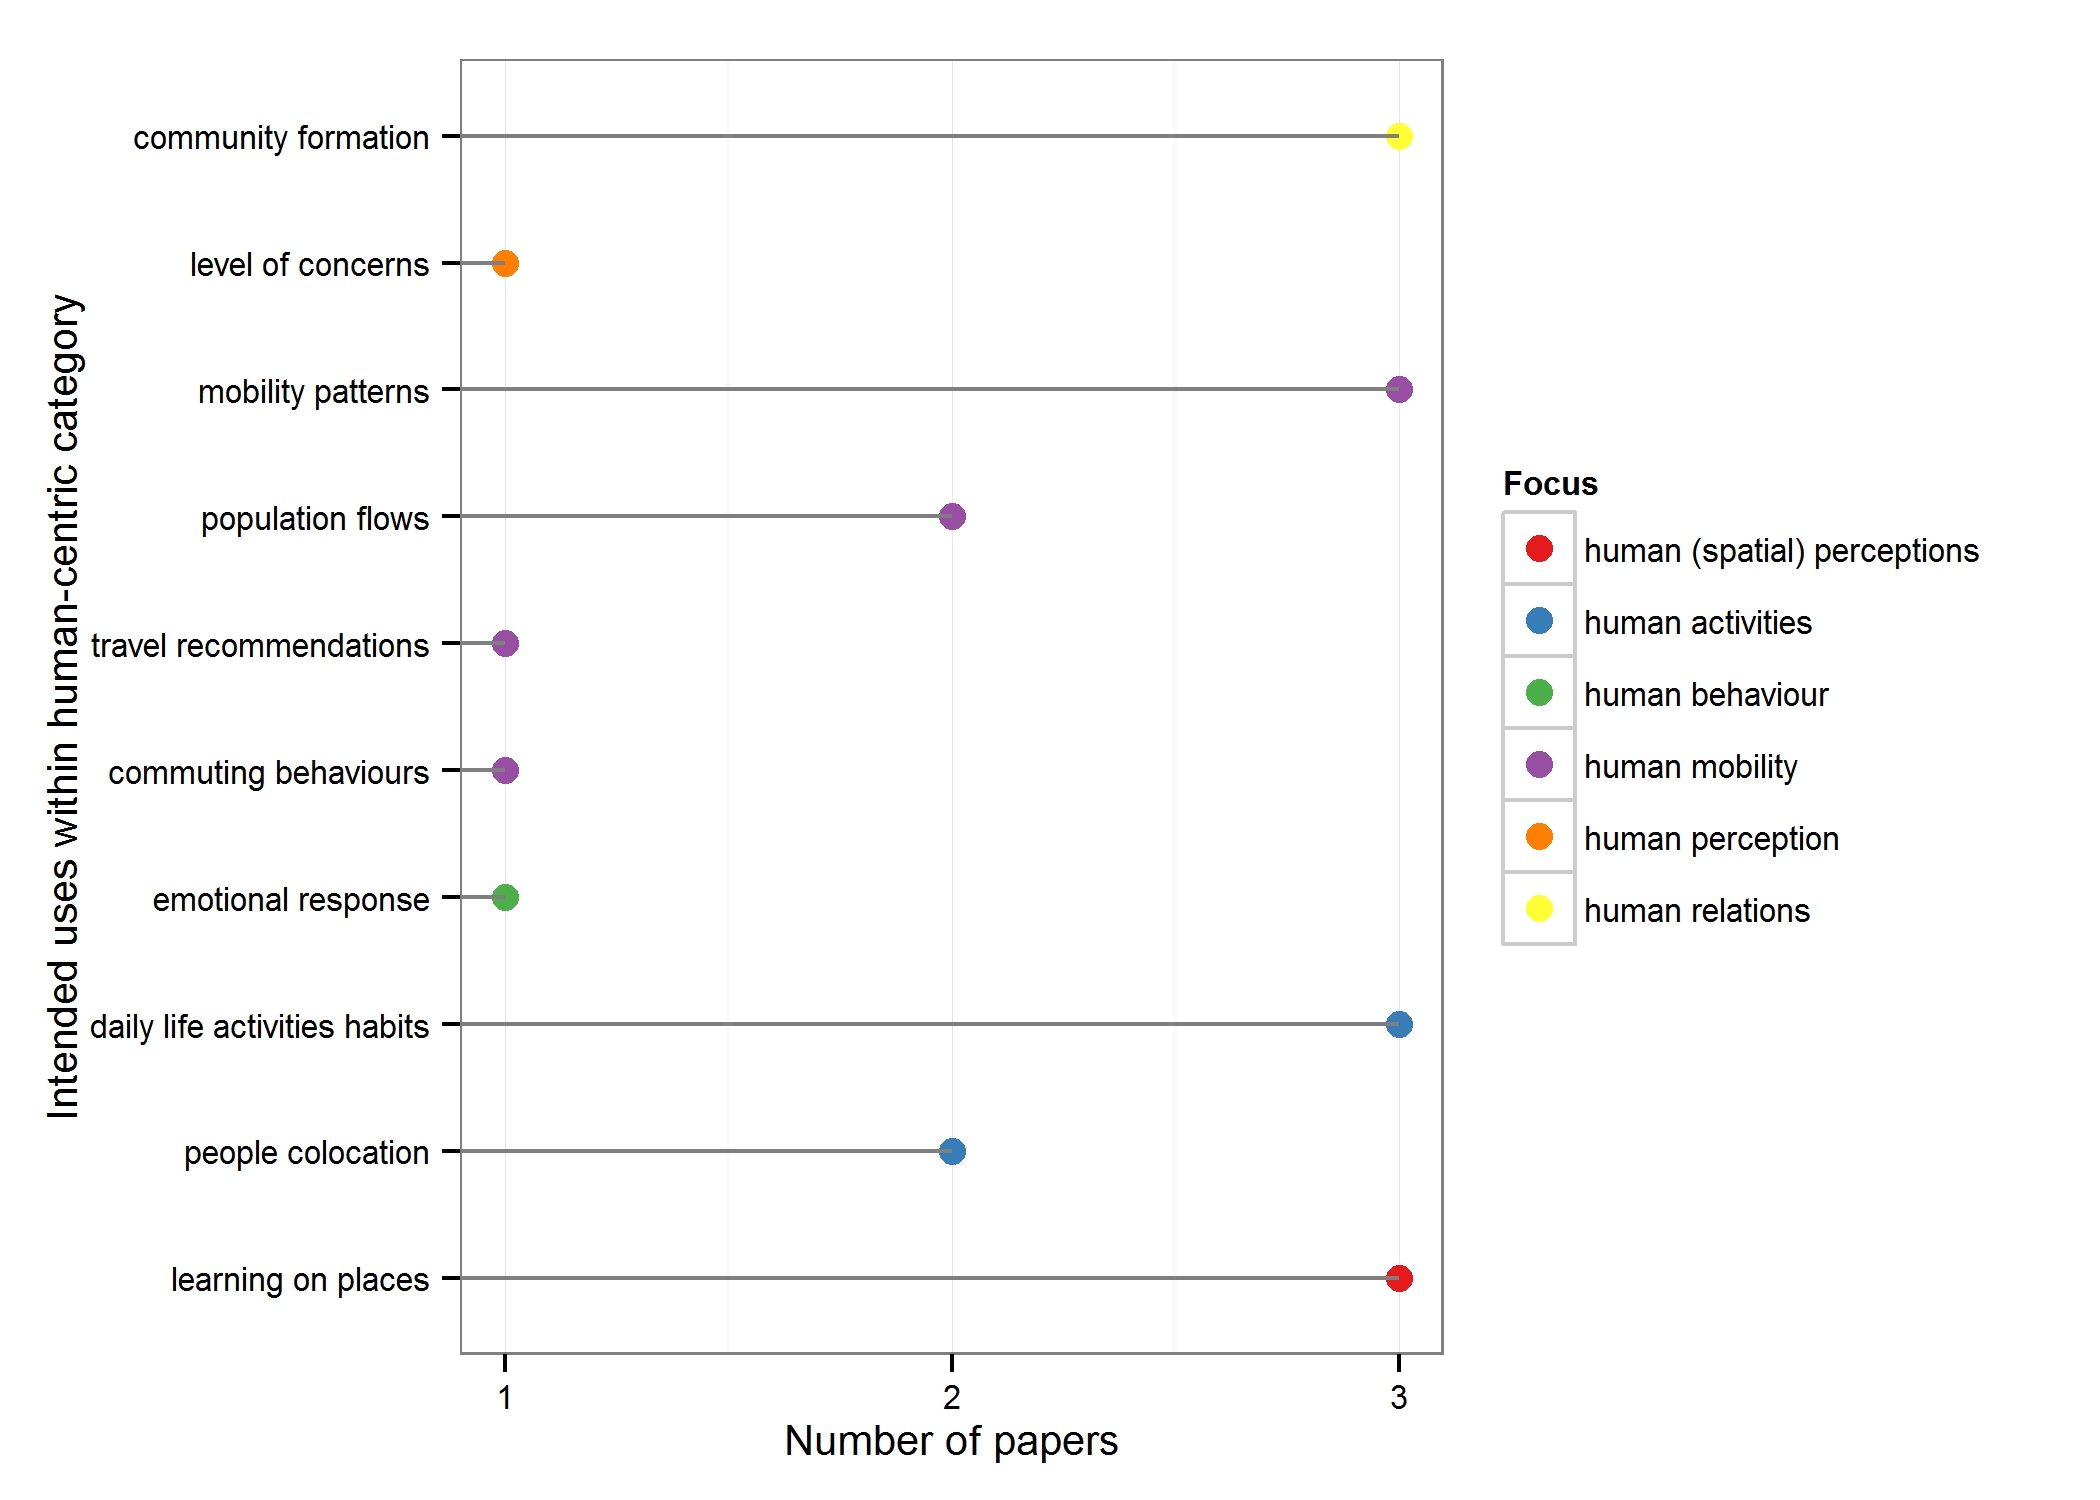 Intended uses within human-centric category
community formation
level of concerns
mobility patterns
population flows
travel recommendations
commuting behaviours
emotional response
daily life activities habits
people colocation
learning on places
1 2 3
Number of papers
Focus
human (spatial) perceptions
human activities
human behaviour
human mobility
human perception
human relations